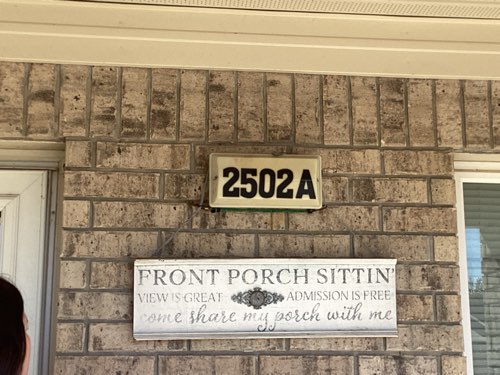 2502A
FRONT PORCH SITTIN'
VIEW IS GREAT ADMISSION IS FREE
come share my porch with me